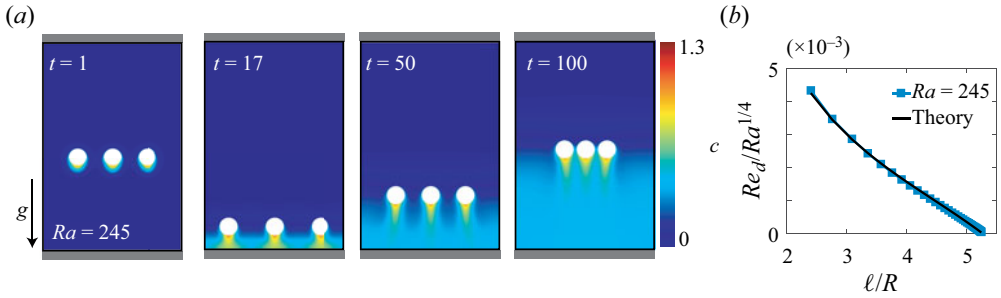 (a)
t = 1
t = 17
t = 50
t = 100
g
Ra = 245
1.3
c
0
(b)
(×10⁻³)
5
Ra = 245
Theory
Re_d/Ra^{1/4}
0
2
3
4
5
ℓ/R